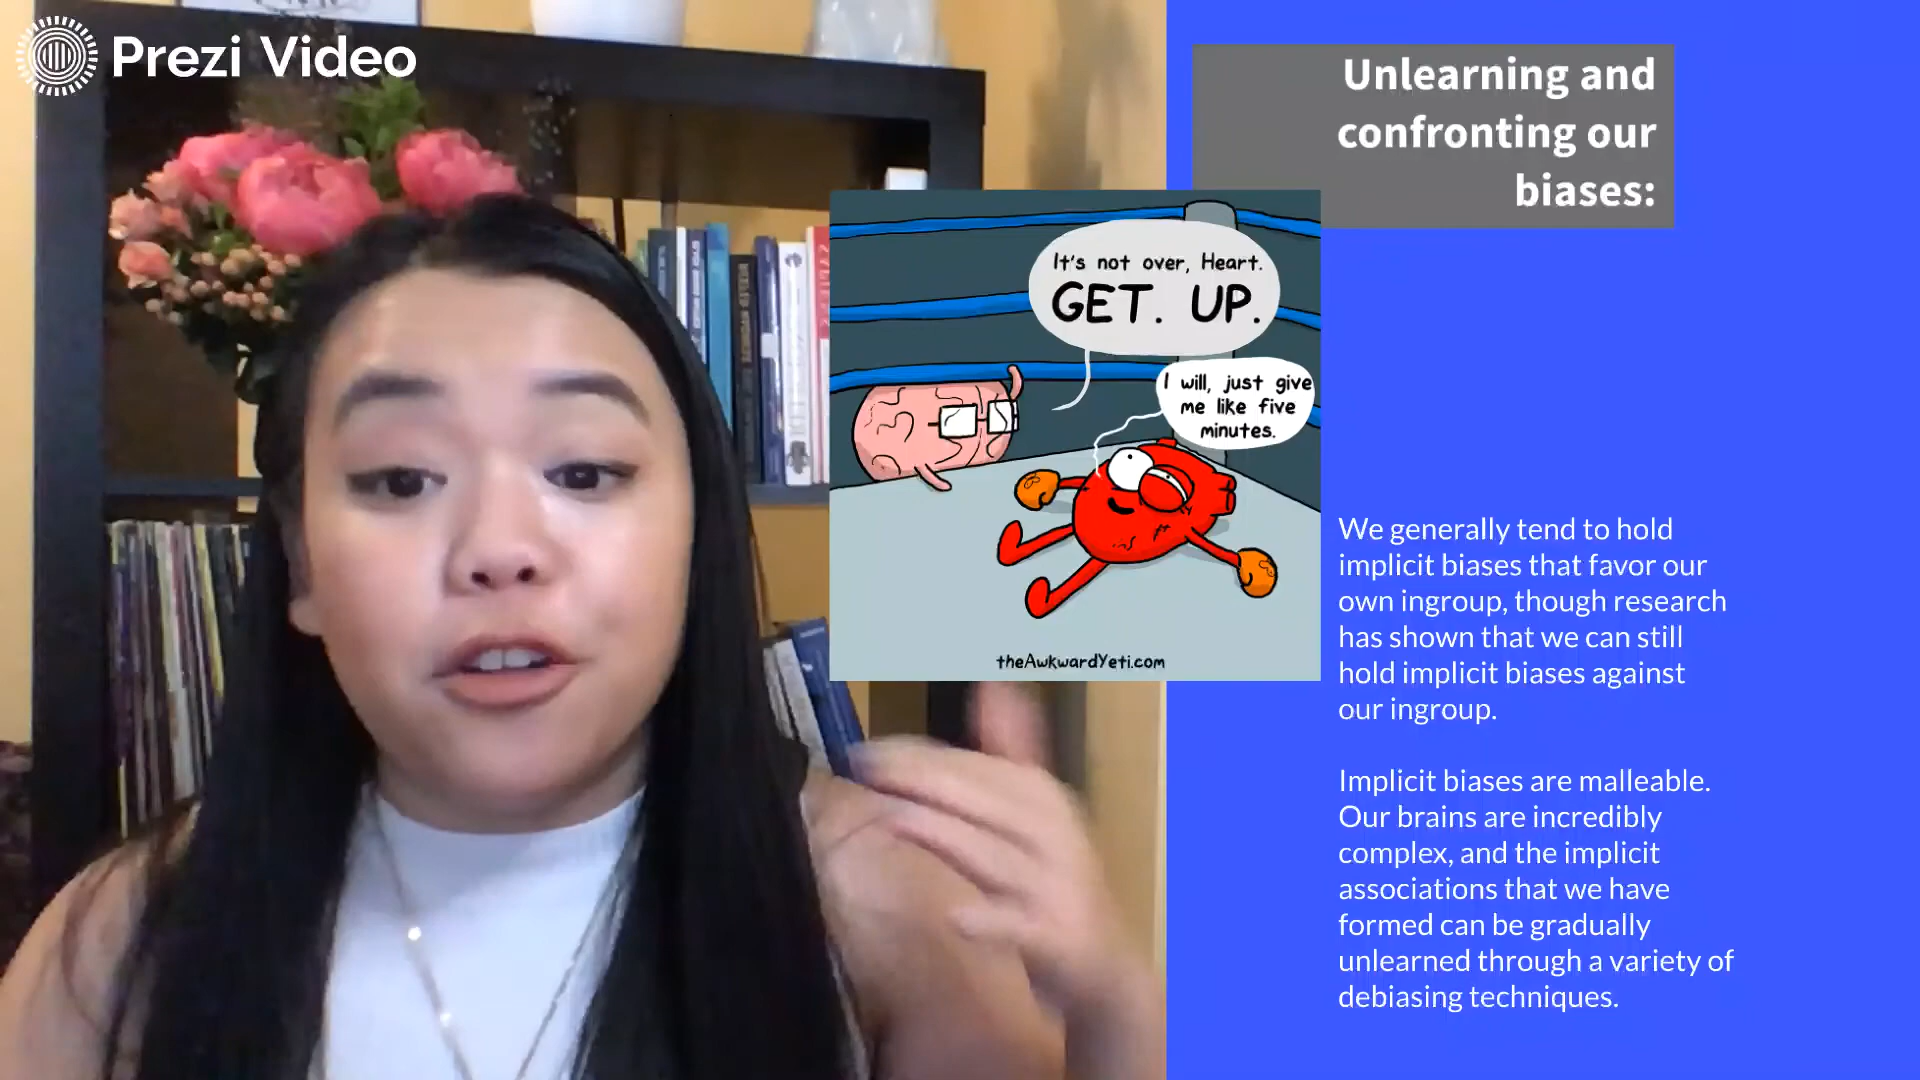 Prezi Video
Unlearning and
confronting our
biases:
It's not over, Heart.
GET. UP.
I will, just give
me like five
minutes.
theAwkwardYeti.com
We generally tend to hold
implicit biases that favor our
own ingroup, though research
has shown that we can still
hold implicit biases against
our ingroup.
Implicit biases are malleable.
Our brains are incredibly
complex, and the implicit
associations that we have
formed can be gradually
unlearned through a variety of
debiasing techniques.